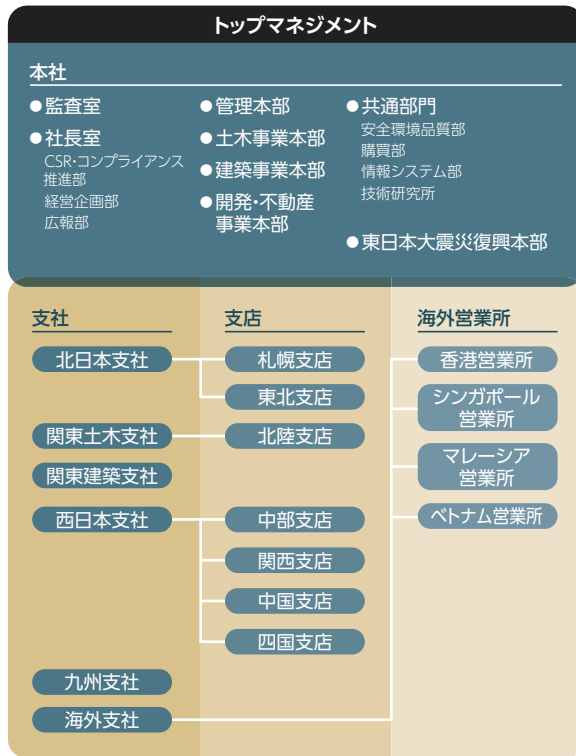 トップマネジメント
本社
●監査室
●社長室
CSR・コンプライアンス
推進部
経営企画部
広報部
●管理本部
●土木事業本部
●建築事業本部
●開発・不動産
事業本部
●共通部門
安全環境品質部
購買部
情報システム部
技術研究所
●東日本大震災復興本部
支社
北日本支社
関東土木支社
関東建築支社
西日本支社
九州支社
海外支社
支店
札幌支店
東北支店
北陸支店
中部支店
関西支店
中国支店
四国支店
海外営業所
香港営業所
シンガポール
営業所
マレーシア
営業所
ベトナム営業所